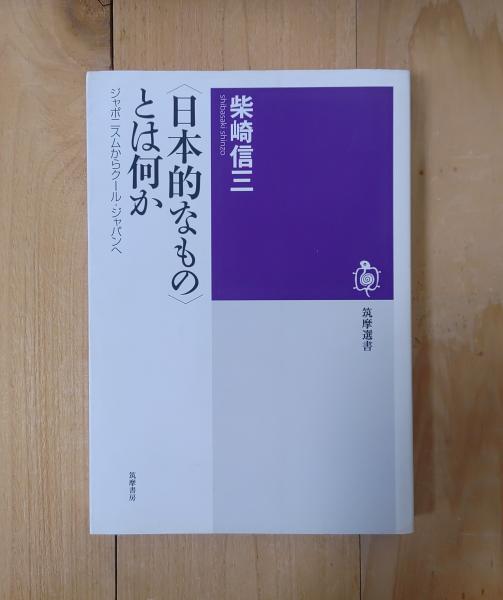 柴崎信三
shibasaki shinzo
〈日本的なもの〉
とは何か
ジャポニスムからクール・ジャパンへ
筑摩選書
筑摩書房